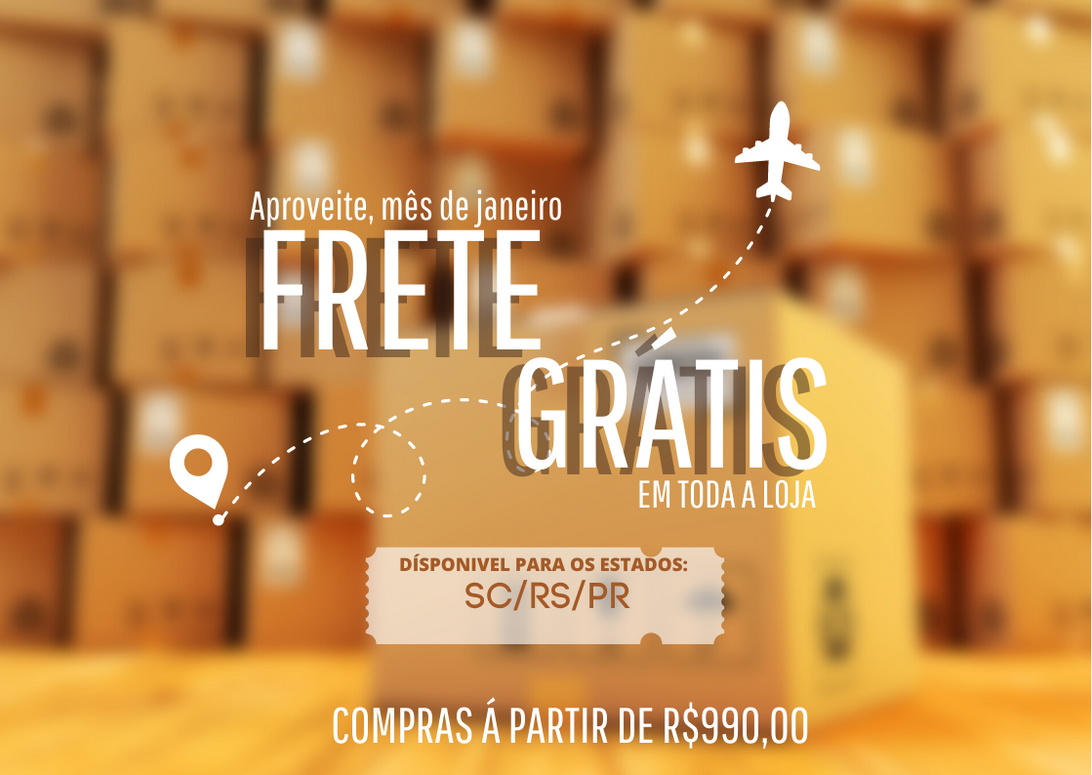 Aproveite, mês de janeiro
FRETE
GRÁTIS
EM TODA A LOJA
DÍSPONIVEL PARA OS ESTADOS:
SC/RS/PR
COMPRAS Á PARTIR DE R$990,00